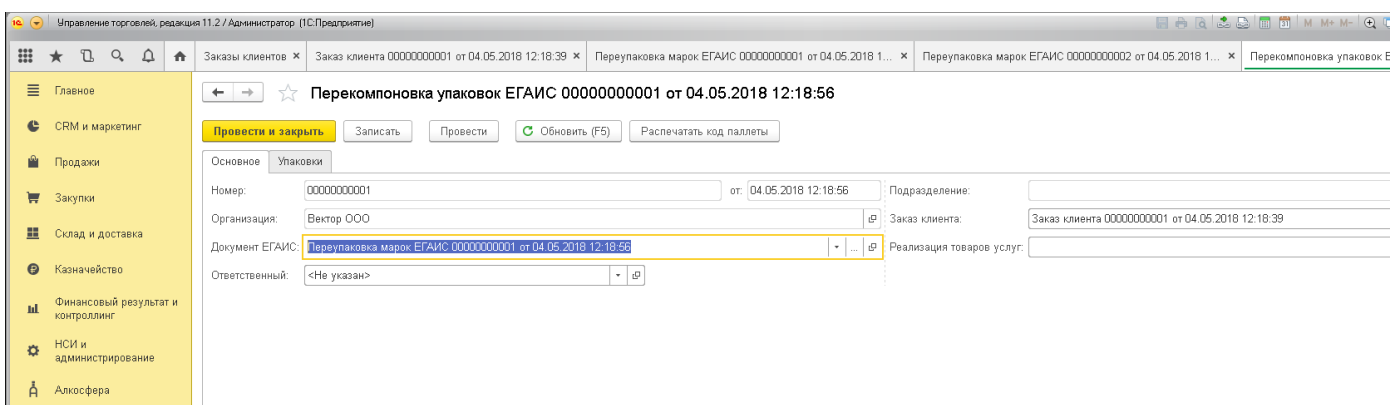 Управление торговлей, редакция 11.2 / Администратор (1С:Предприятие) M M+ M-
Заказы клиентов × Заказ клиента 00000000001 от 04.05.2018 12:18:39 × Переупаковка марок ЕГАИС 00000000001 от 04.05.2018 1... × Переупаковка марок ЕГАИС 00000000002 от 04.05.2018 1... × Перекомпоновка упаковок Е
Главное
CRM и маркетинг
Продажи
Закупки
Склад и доставка
Казначейство
Финансовый результат и
контроллинг
НСИ и
администрирование
Алкосфера
Перекомпоновка упаковок ЕГАИС 00000000001 от 04.05.2018 12:18:56
Провести и закрыть Записать Провести Обновить (F5) Распечатать код паллеты
Основное Упаковки
Номер: 00000000001 от: 04.05.2018 12:18:56 Подразделение:
Организация: Вектор ООО Заказ клиента: Заказ клиента 00000000001 от 04.05.2018 12:18:39
Документ ЕГАИС: Переупаковка марок ЕГАИС 00000000001 от 04.05.2018 12:18:56 ... Реализация товаров услуг:
Ответственный: <Не указан>